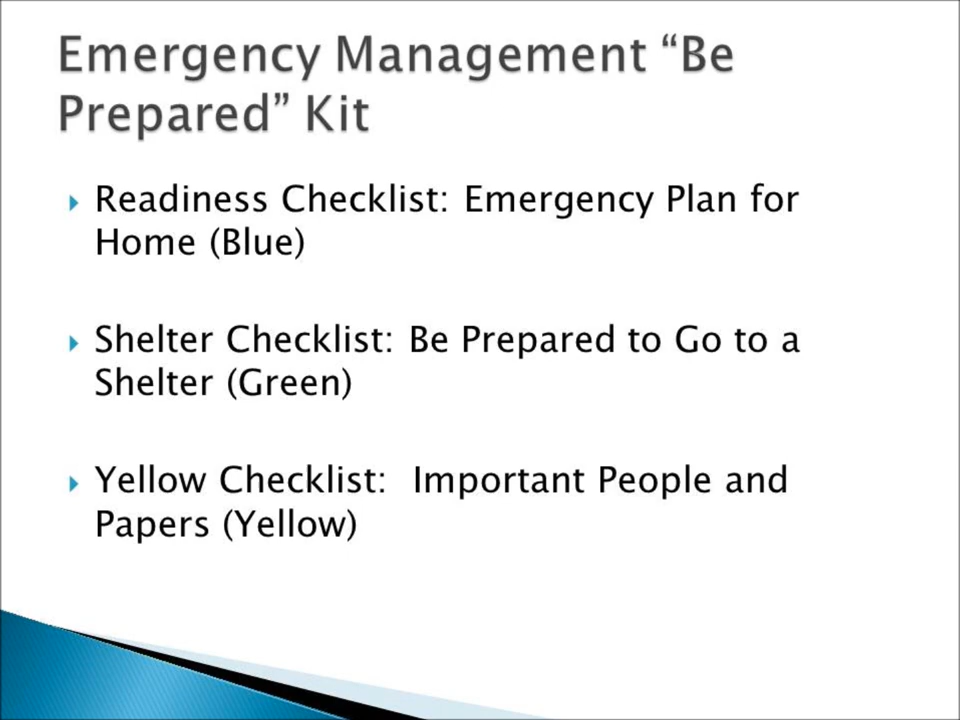 Emergency Management “Be
Prepared” Kit
Readiness Checklist: Emergency Plan for
Home (Blue)
Shelter Checklist: Be Prepared to Go to a
Shelter (Green)
Yellow Checklist:  Important People and
Papers (Yellow)